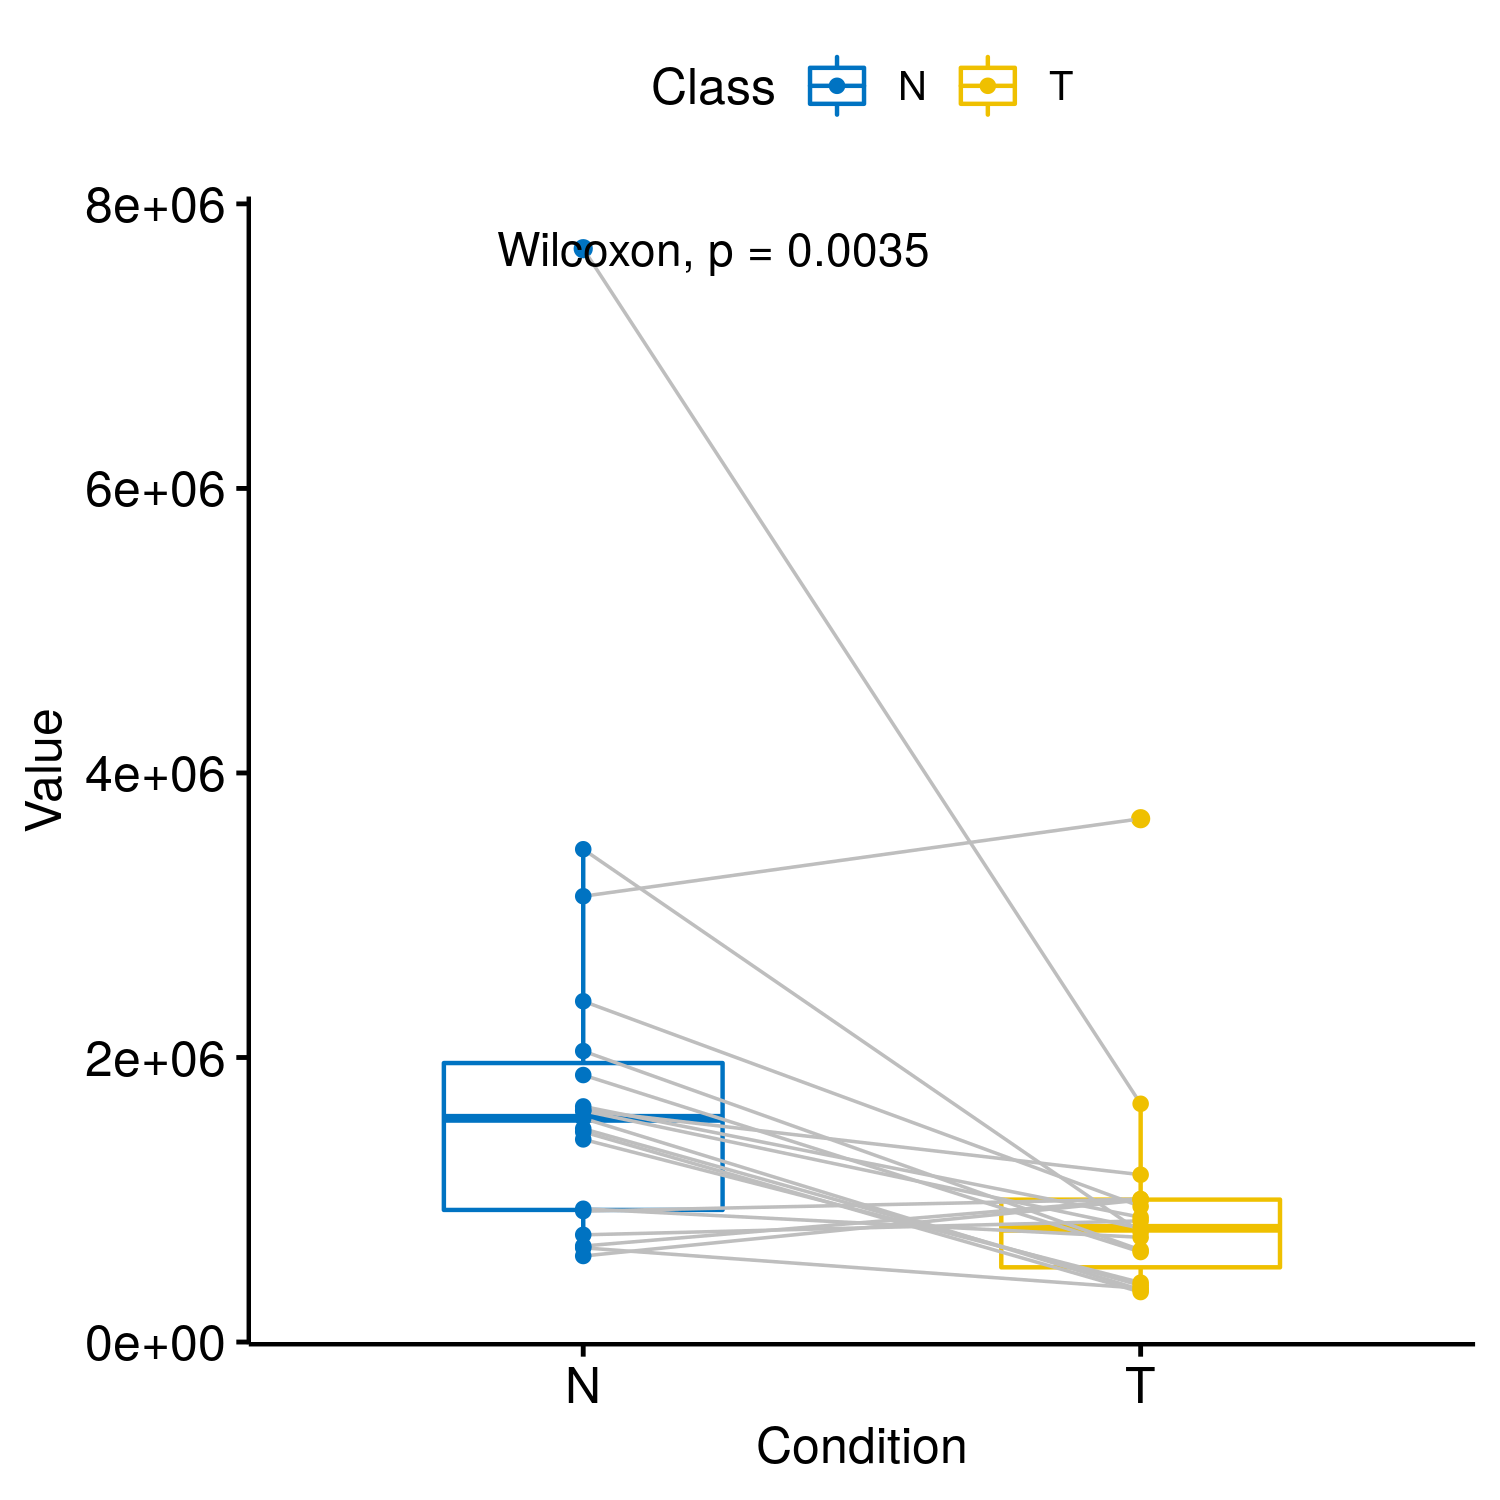 Class N T
8e+06
Wilcoxon, p = 0.0035
6e+06
4e+06
Value
2e+06
0e+00
N T
Condition